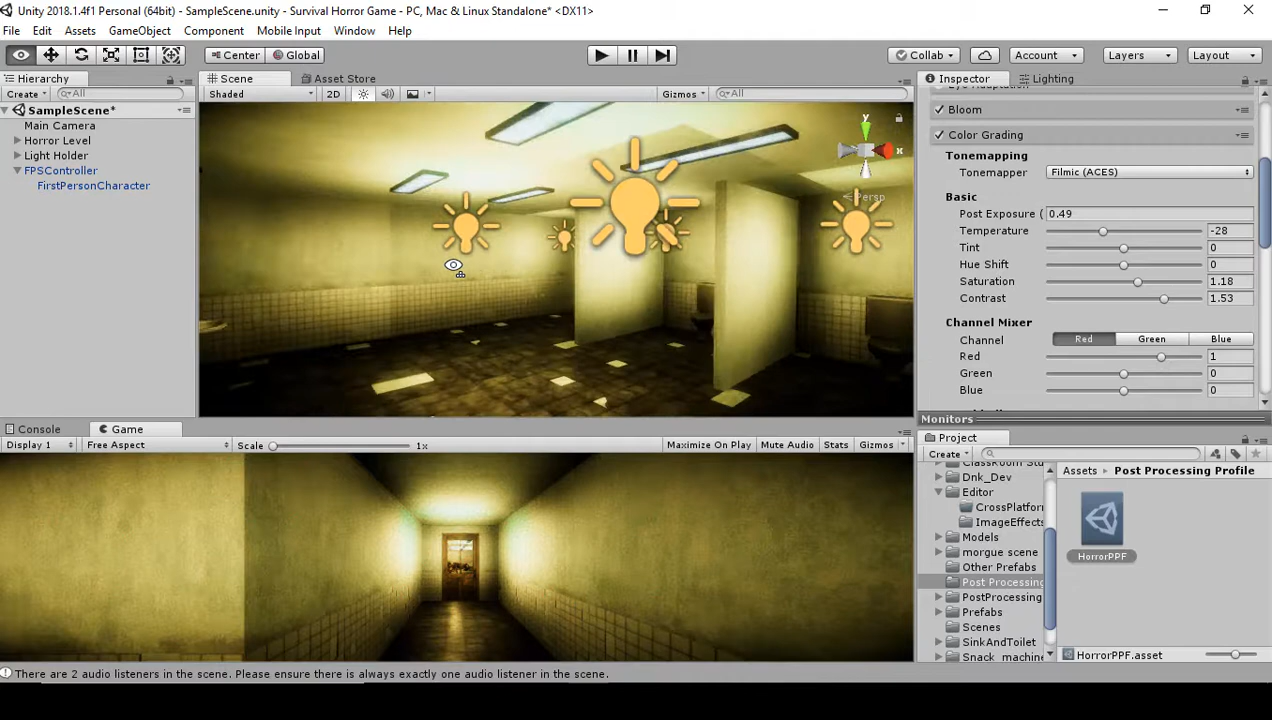 Unity 2018.1.4f1 Personal (64bit) - SampleScene.unity - Survival Horror Game - PC, Mac & Linux Standalone* <DX11>
File Edit Assets GameObject Component Mobile Input Window Help
Center Global Collab Account Layers Layout
Hierarchy
Create All
SampleScene*
Main Camera
Horror Level
Light Holder
FPSController
FirstPersonCharacter
Scene Asset Store
Shaded 2D Gizmos All
y
x
Persp
Console Game
Display 1 Free Aspect Scale 1x Maximize On Play Mute Audio Stats Gizmos
Inspector Lighting
Eye Adaptation
Bloom
Color Grading
Tonemapping
Tonemapper Filmic (ACES)
Basic
Post Exposure ( 0.49
Temperature -28
Tint 0
Hue Shift 0
Saturation 1.18
Contrast 1.53
Channel Mixer
Channel Red Green Blue
Red 1
Green 0
Blue 0
Monitors
Project
Create
ClassRoom Stu
Dnk_Dev
Editor
CrossPlatforn
ImageEffects
Models
morgue scene
Other Prefabs
Post Processing
PostProcessing
Prefabs
Scenes
SinkAndToilet
Snack_machine
Assets Post Processing Profile
HorrorPPF
HorrorPPF.asset
There are 2 audio listeners in the scene. Please ensure there is always exactly one audio listener in the scene.